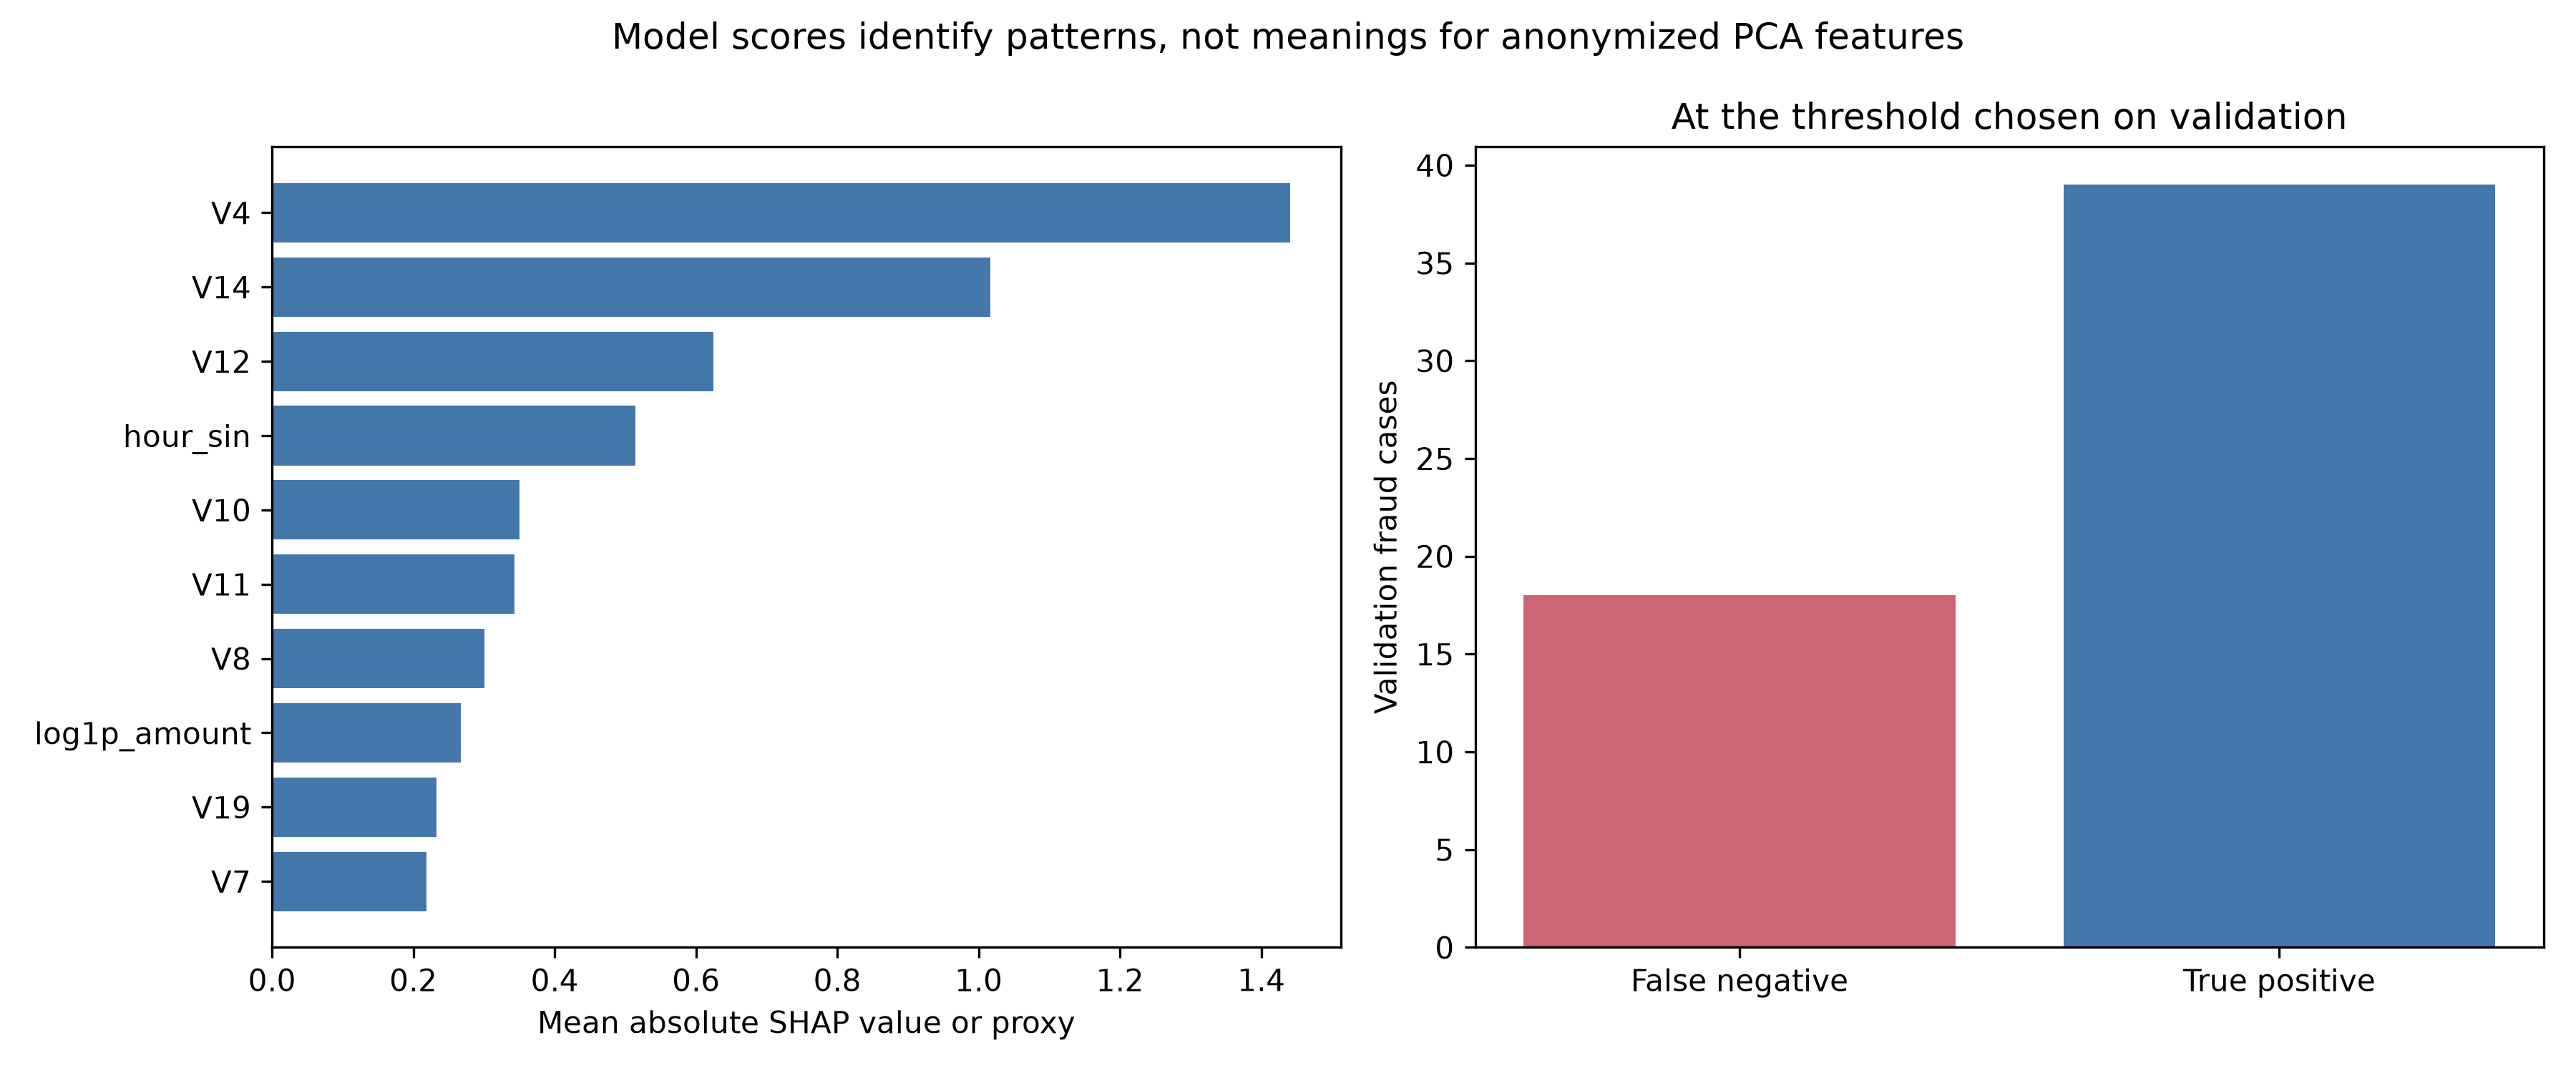 Model scores identify patterns, not meanings for anonymized PCA features
V4
V14
V12
hour_sin
V10
V11
V8
log1p_amount
V19
V7
0.0 0.2 0.4 0.6 0.8 1.0 1.2 1.4
Mean absolute SHAP value or proxy
At the threshold chosen on validation
Validation fraud cases
40
35
30
25
20
15
10
5
0
False negative True positive